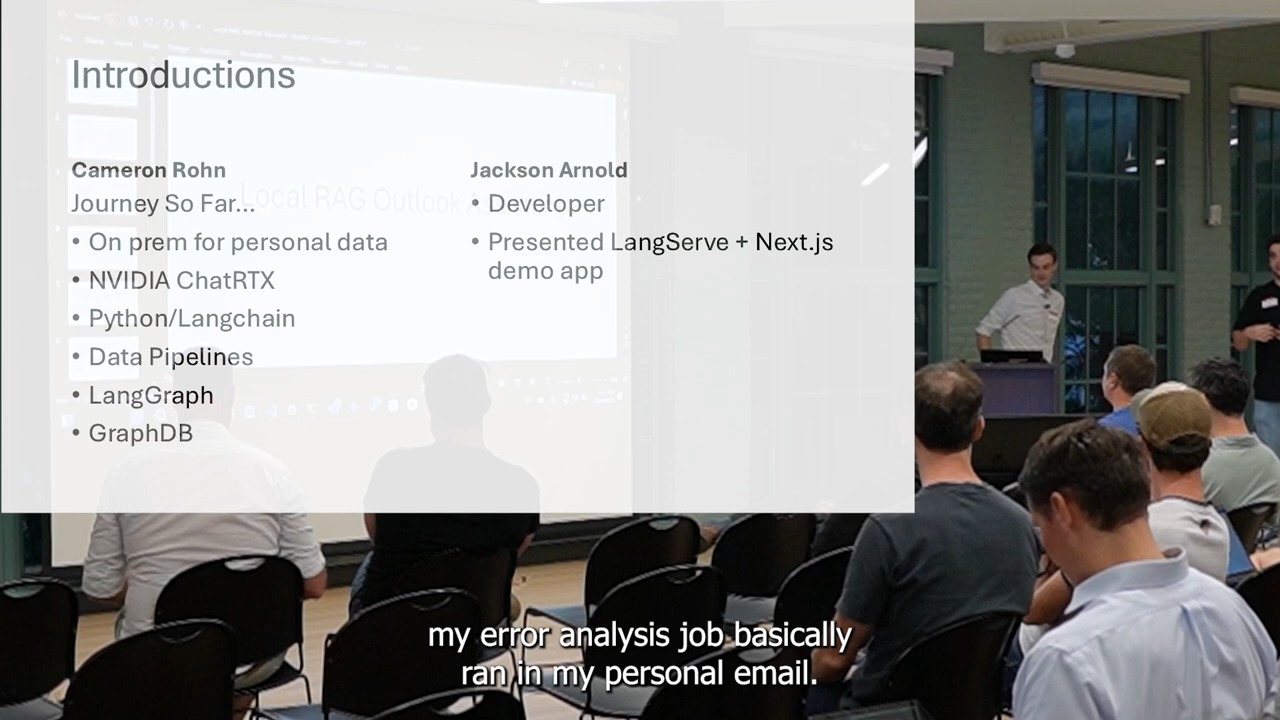 Introductions
Cameron Rohn
Journey So Far...
• On prem for personal data
• NVIDIA ChatRTX
• Python/Langchain
• Data Pipelines
• LangGraph
• GraphDB
Jackson Arnold
• Developer
• Presented LangServe + Next.js
demo app
Local RAG Outlook
my error analysis job basically
ran in my personal email.